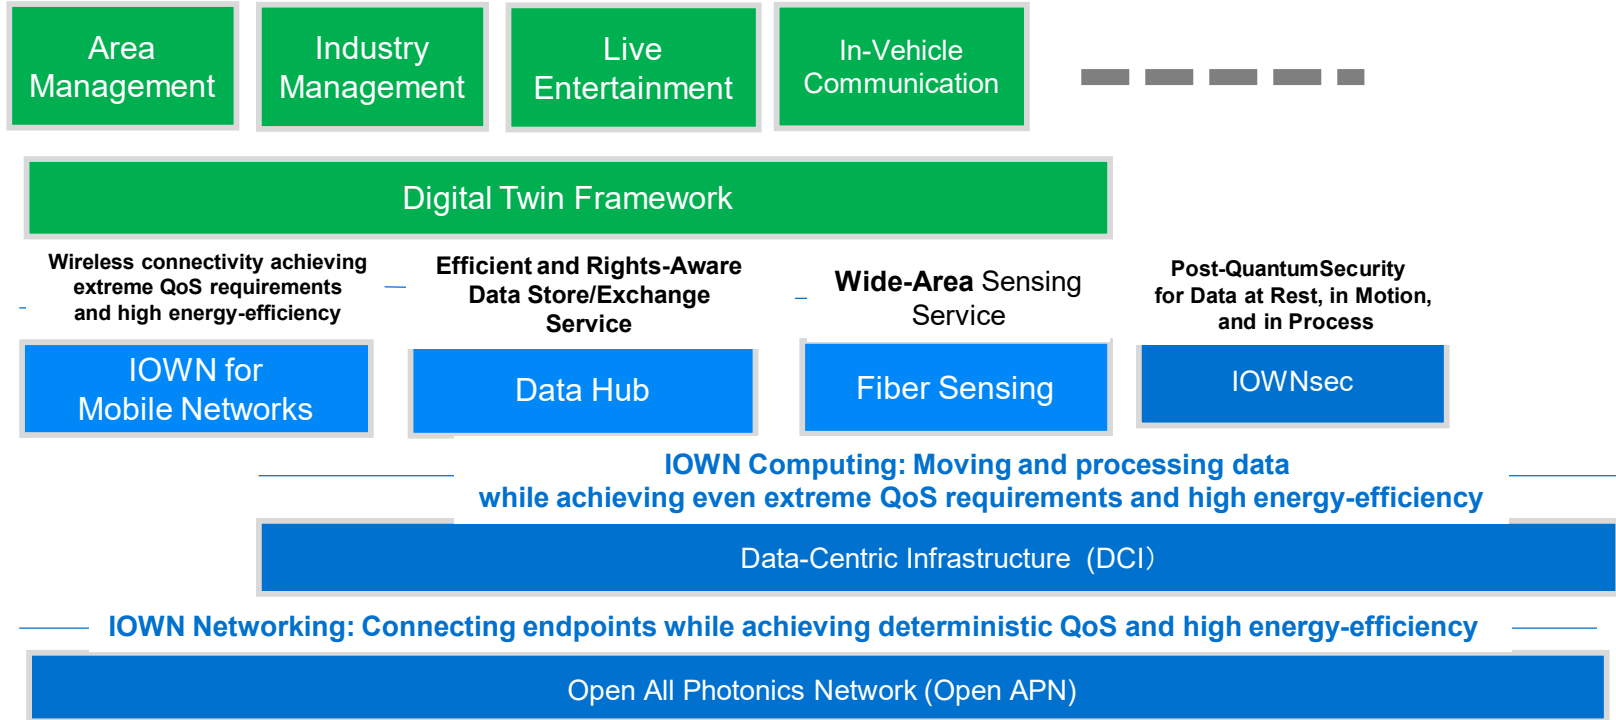 Area
Management
Industry
Management
Live
Entertainment
In-Vehicle
Communication
Digital Twin Framework
Wireless connectivity achieving
extreme QoS requirements
and high energy-efficiency
Efficient and Rights-Aware
Data Store/Exchange
Service
Wide-Area Sensing
Service
Post-QuantumSecurity
for Data at Rest, in Motion,
and in Process
IOWN for
Mobile Networks
Data Hub
Fiber Sensing
IOWNsec
IOWN Computing: Moving and processing data
while achieving even extreme QoS requirements and high energy-efficiency
Data-Centric Infrastructure (DCI）
IOWN Networking: Connecting endpoints while achieving deterministic QoS and high energy-efficiency
Open All Photonics Network (Open APN)